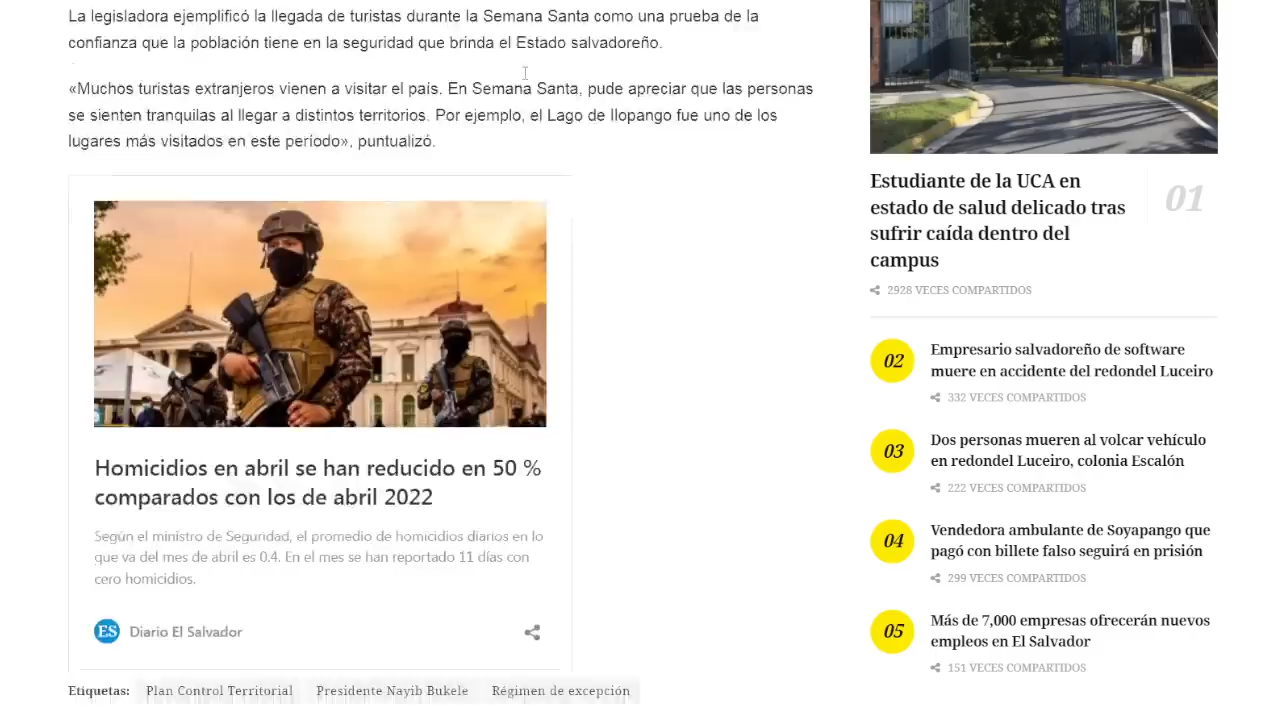 La legisladora ejemplificó la llegada de turistas durante la Semana Santa como una prueba de la
confianza que la población tiene en la seguridad que brinda el Estado salvadoreño.
«Muchos turistas extranjeros vienen a visitar el país. En Semana Santa, pude apreciar que las personas
se sienten tranquilas al llegar a distintos territorios. Por ejemplo, el Lago de Ilopango fue uno de los
lugares más visitados en este período», puntualizó.
Homicidios en abril se han reducido en 50 %
comparados con los de abril 2022
Según el ministro de Seguridad, el promedio de homicidios diarios en lo
que va del mes de abril es 0.4. En el mes se han reportado 11 días con
cero homicidios.
ES Diario El Salvador
Etiquetas: Plan Control Territorial Presidente Nayib Bukele Régimen de excepción
Estudiante de la UCA en
estado de salud delicado tras
sufrir caída dentro del
campus
01
2928 VECES COMPARTIDOS
02
Empresario salvadoreño de software
muere en accidente del redondel Luceiro
332 VECES COMPARTIDOS
03
Dos personas mueren al volcar vehículo
en redondel Luceiro, colonia Escalón
222 VECES COMPARTIDOS
04
Vendedora ambulante de Soyapango que
pagó con billete falso seguirá en prisión
299 VECES COMPARTIDOS
05
Más de 7,000 empresas ofrecerán nuevos
empleos en El Salvador
151 VECES COMPARTIDOS